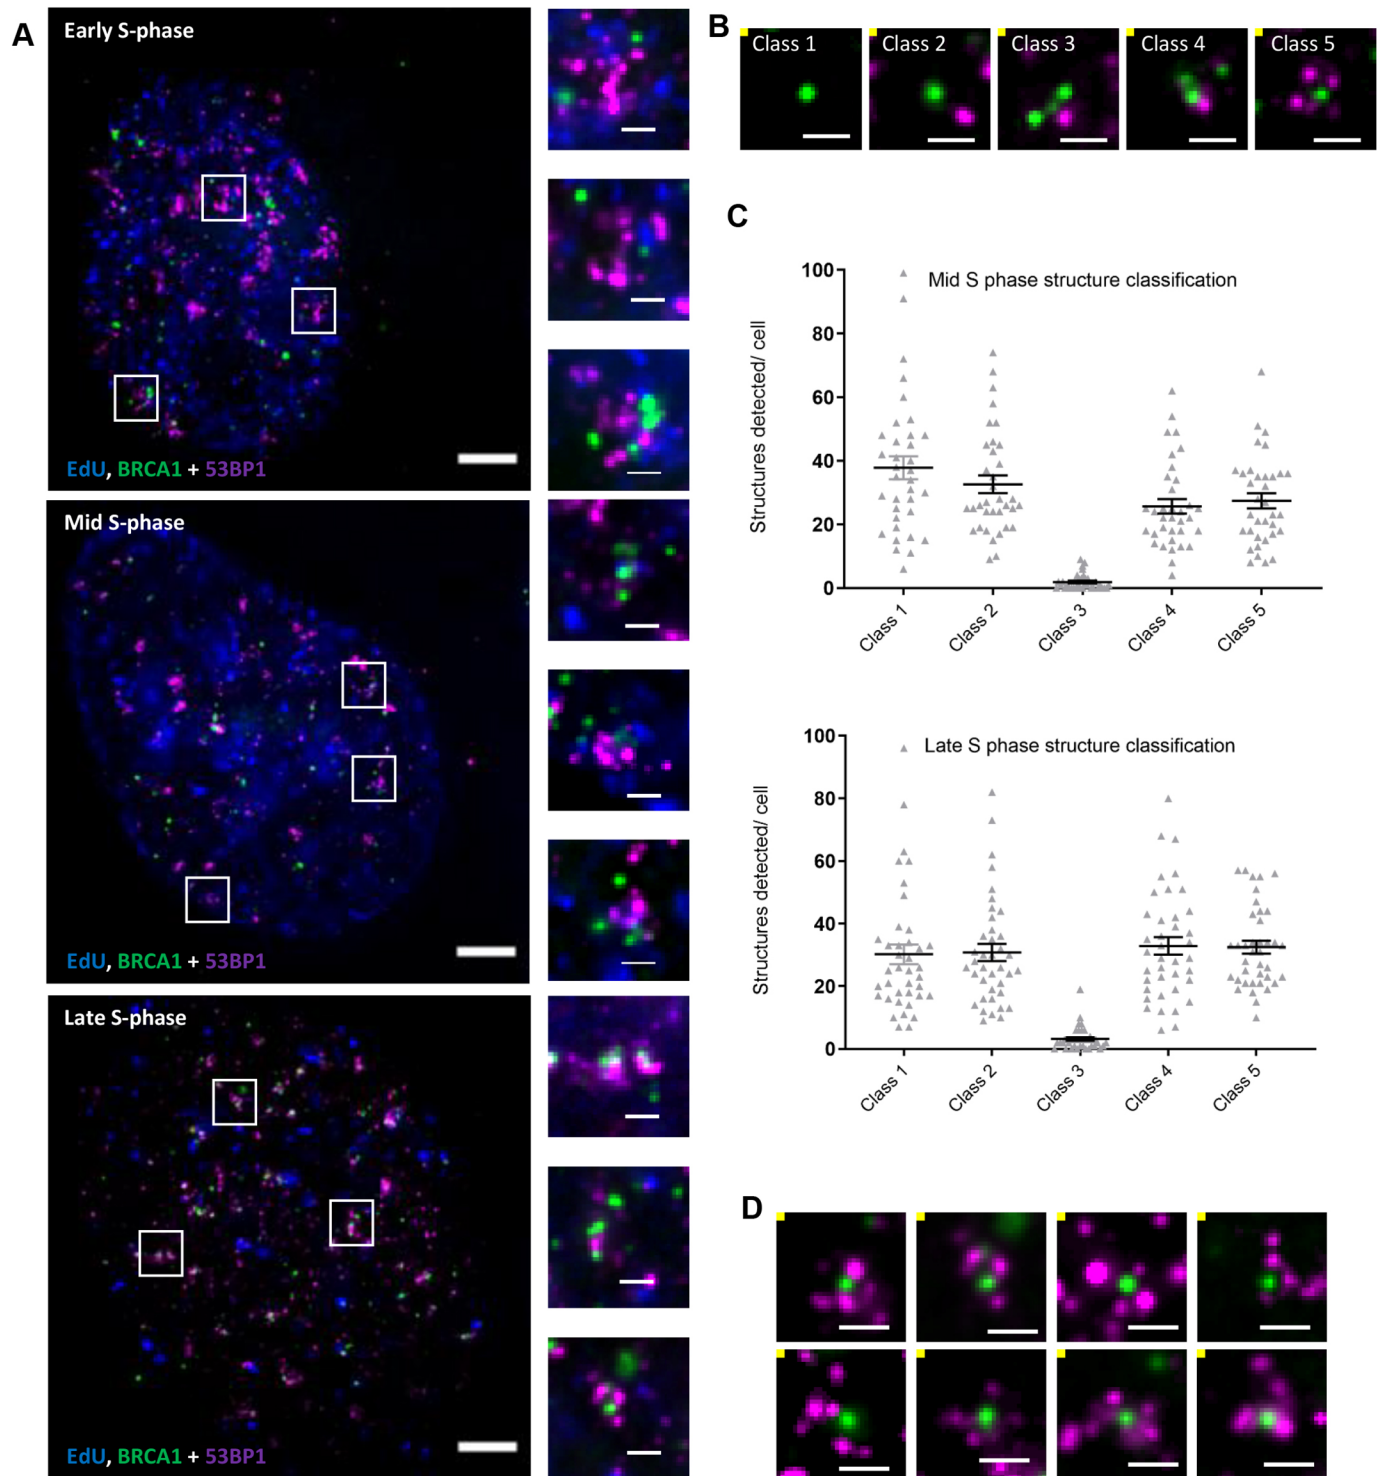 A
Early S-phase
EdU, BRCA1 + 53BP1
Mid S-phase
EdU, BRCA1 + 53BP1
Late S-phase
EdU, BRCA1 + 53BP1
B
Class 1
Class 2
Class 3
Class 4
Class 5
C
Mid S phase structure classification
Structures detected/ cell
100
80
60
40
20
0
Class 1
Class 2
Class 3
Class 4
Class 5
Late S phase structure classification
Structures detected/ cell
100
80
60
40
20
0
Class 1
Class 2
Class 3
Class 4
Class 5
D